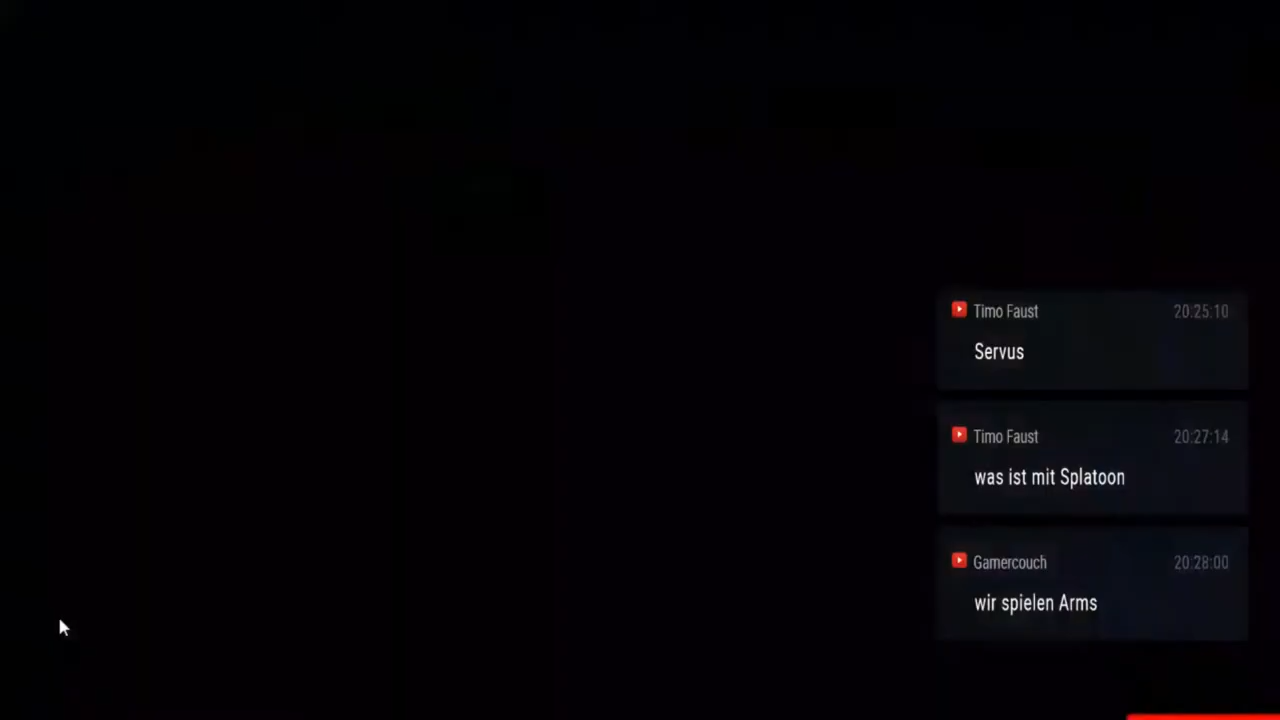 Timo Faust 20:25:10
Servus
Timo Faust 20:27:14
was ist mit Splatoon
Gamercouch 20:28:00
wir spielen Arms